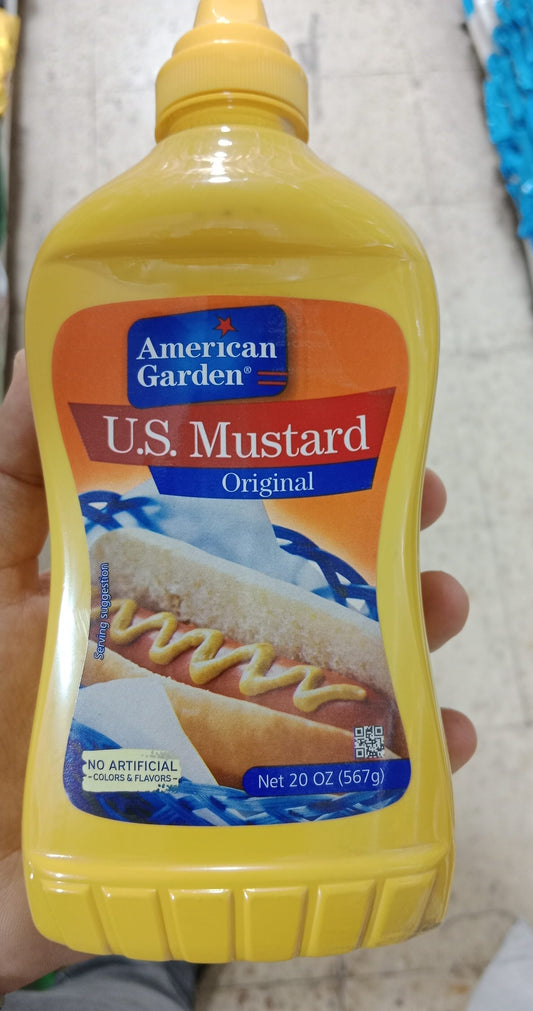 American
Garden®
U.S. Mustard
Original
Serving suggestion
NO ARTIFICIAL
- COLORS & FLAVORS -
Net 20 OZ (567g)